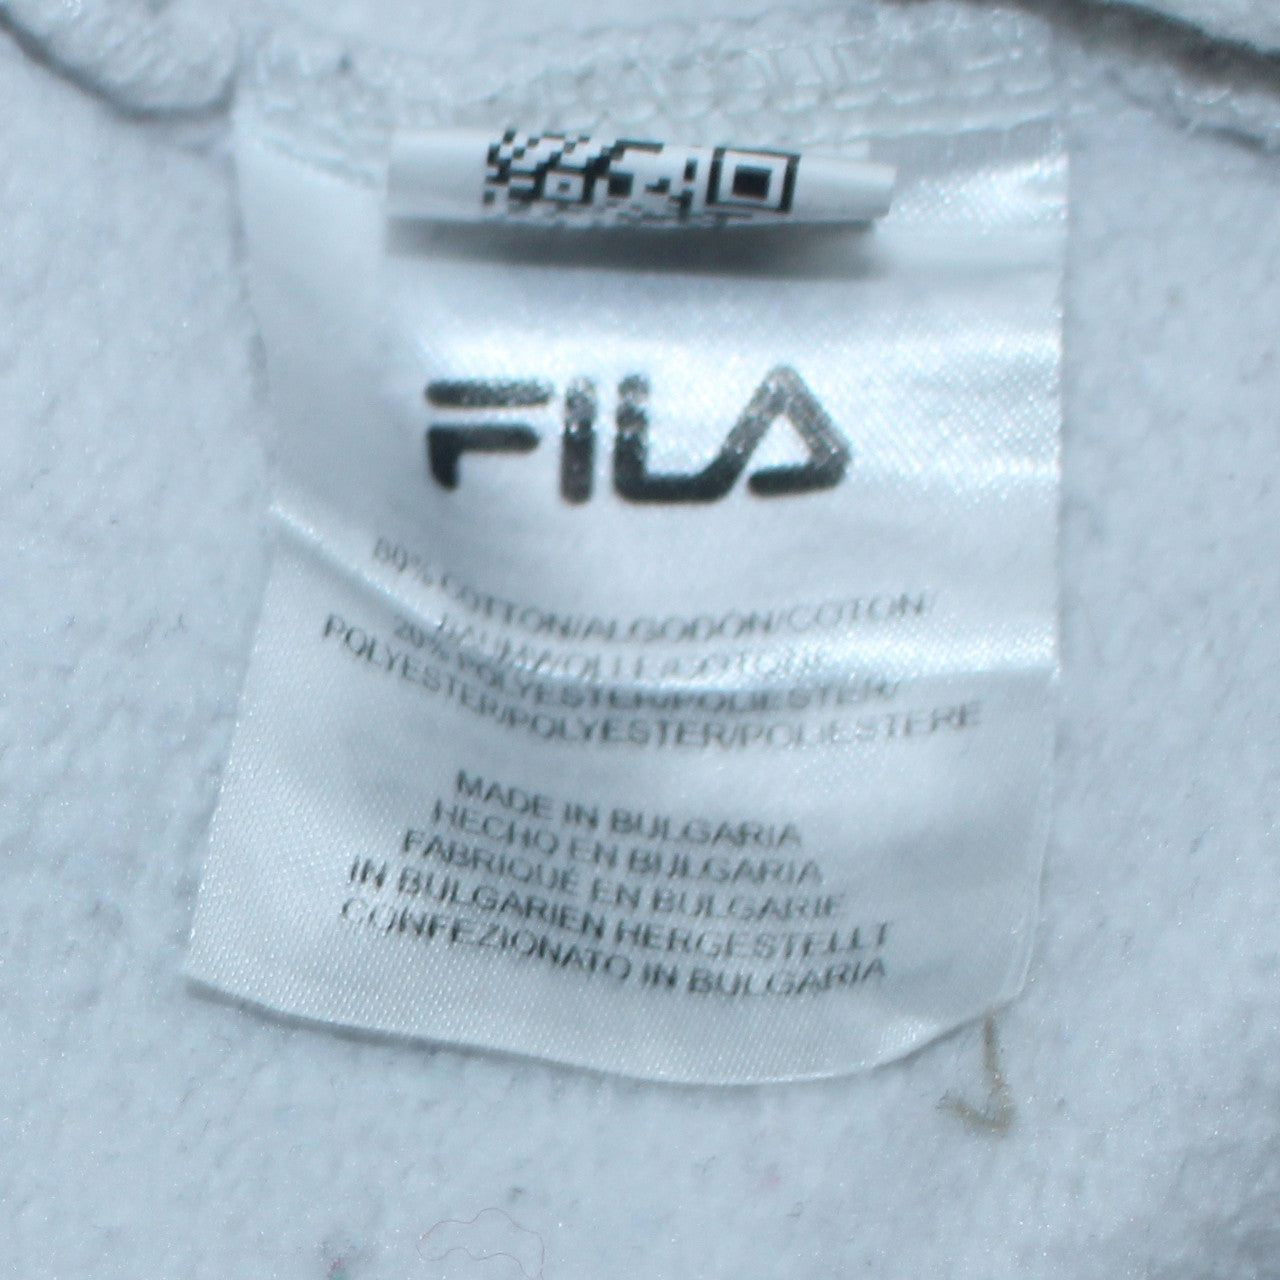 FILA
80% COTTON/ALGODÓN/COTON/
BAUMWOLLE/COTONE
20% POLYESTER/POLIESTER/
POLYESTER/POLYESTER/POLIESTERE
MADE IN BULGARIA
HECHO EN BULGARIA
FABRIQUÉ EN BULGARIE
IN BULGARIEN HERGESTELLT
CONFEZIONATO IN BULGARIA